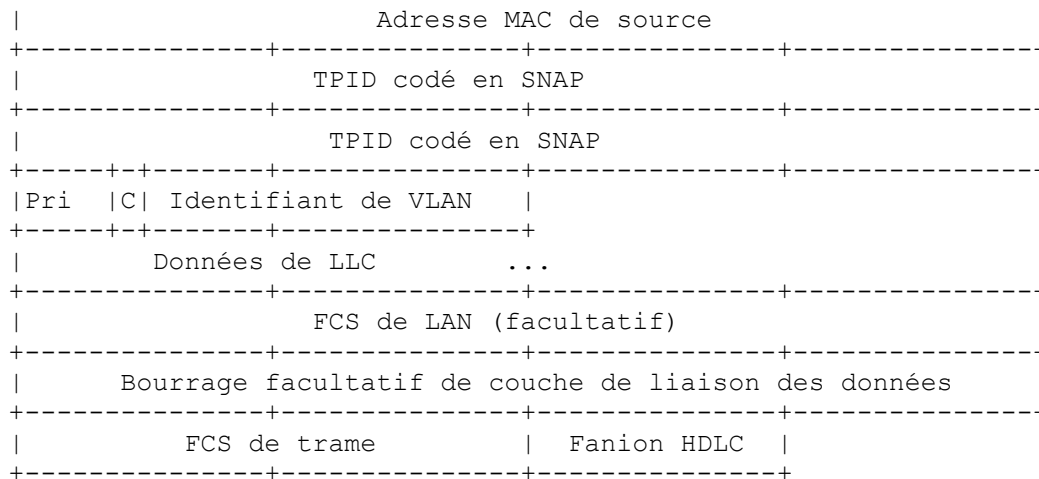 | Adresse MAC de source
+---------------+---------------+---------------+---------------+
| TPID codé en SNAP
+---------------+---------------+---------------+---------------+
| TPID codé en SNAP
+-----+-+-------+---------------+---------------+---------------+
|Pri |C| Identifiant de VLAN |
+-----+-+-------+---------------+
| Données de LLC ...
+---------------+---------------+---------------+---------------+
| FCS de LAN (facultatif)
+---------------+---------------+---------------+---------------+
| Bourrage facultatif de couche de liaison des données
+---------------+---------------+---------------+---------------+
| FCS de trame | Fanion HDLC |
+---------------+---------------+---------------+